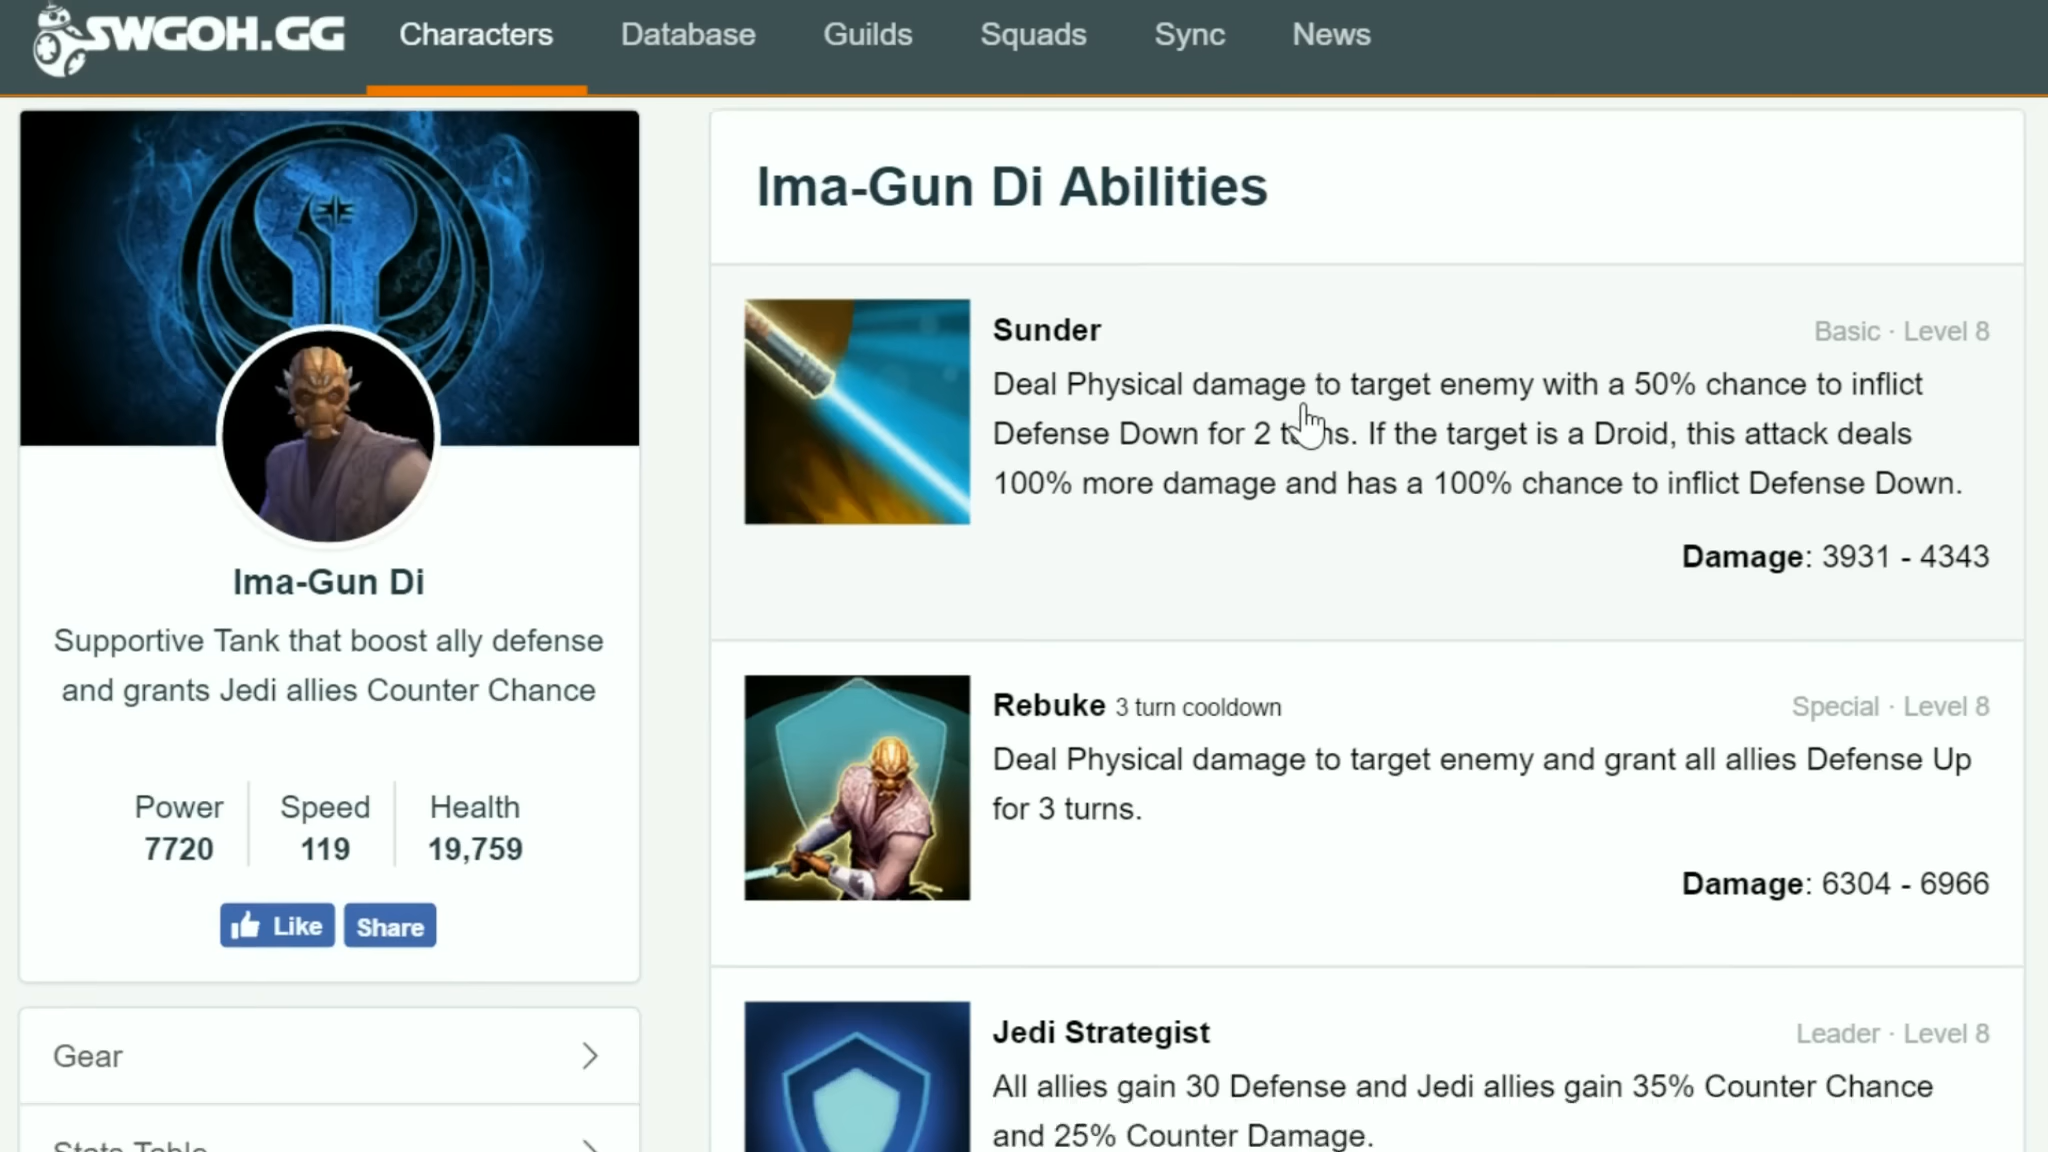 SWGOH.GG
Characters
Database
Guilds
Squads
Sync
News
Ima-Gun Di
Supportive Tank that boost ally defense
and grants Jedi allies Counter Chance
Power
7720
Speed
119
Health
19,759
Like
Share
Gear
Stats Table
Ima-Gun Di Abilities
Sunder
Basic · Level 8
Deal Physical damage to target enemy with a 50% chance to inflict
Defense Down for 2 turns. If the target is a Droid, this attack deals
100% more damage and has a 100% chance to inflict Defense Down.
Damage: 3931 - 4343
Rebuke 3 turn cooldown
Special · Level 8
Deal Physical damage to target enemy and grant all allies Defense Up
for 3 turns.
Damage: 6304 - 6966
Jedi Strategist
Leader · Level 8
All allies gain 30 Defense and Jedi allies gain 35% Counter Chance
and 25% Counter Damage.